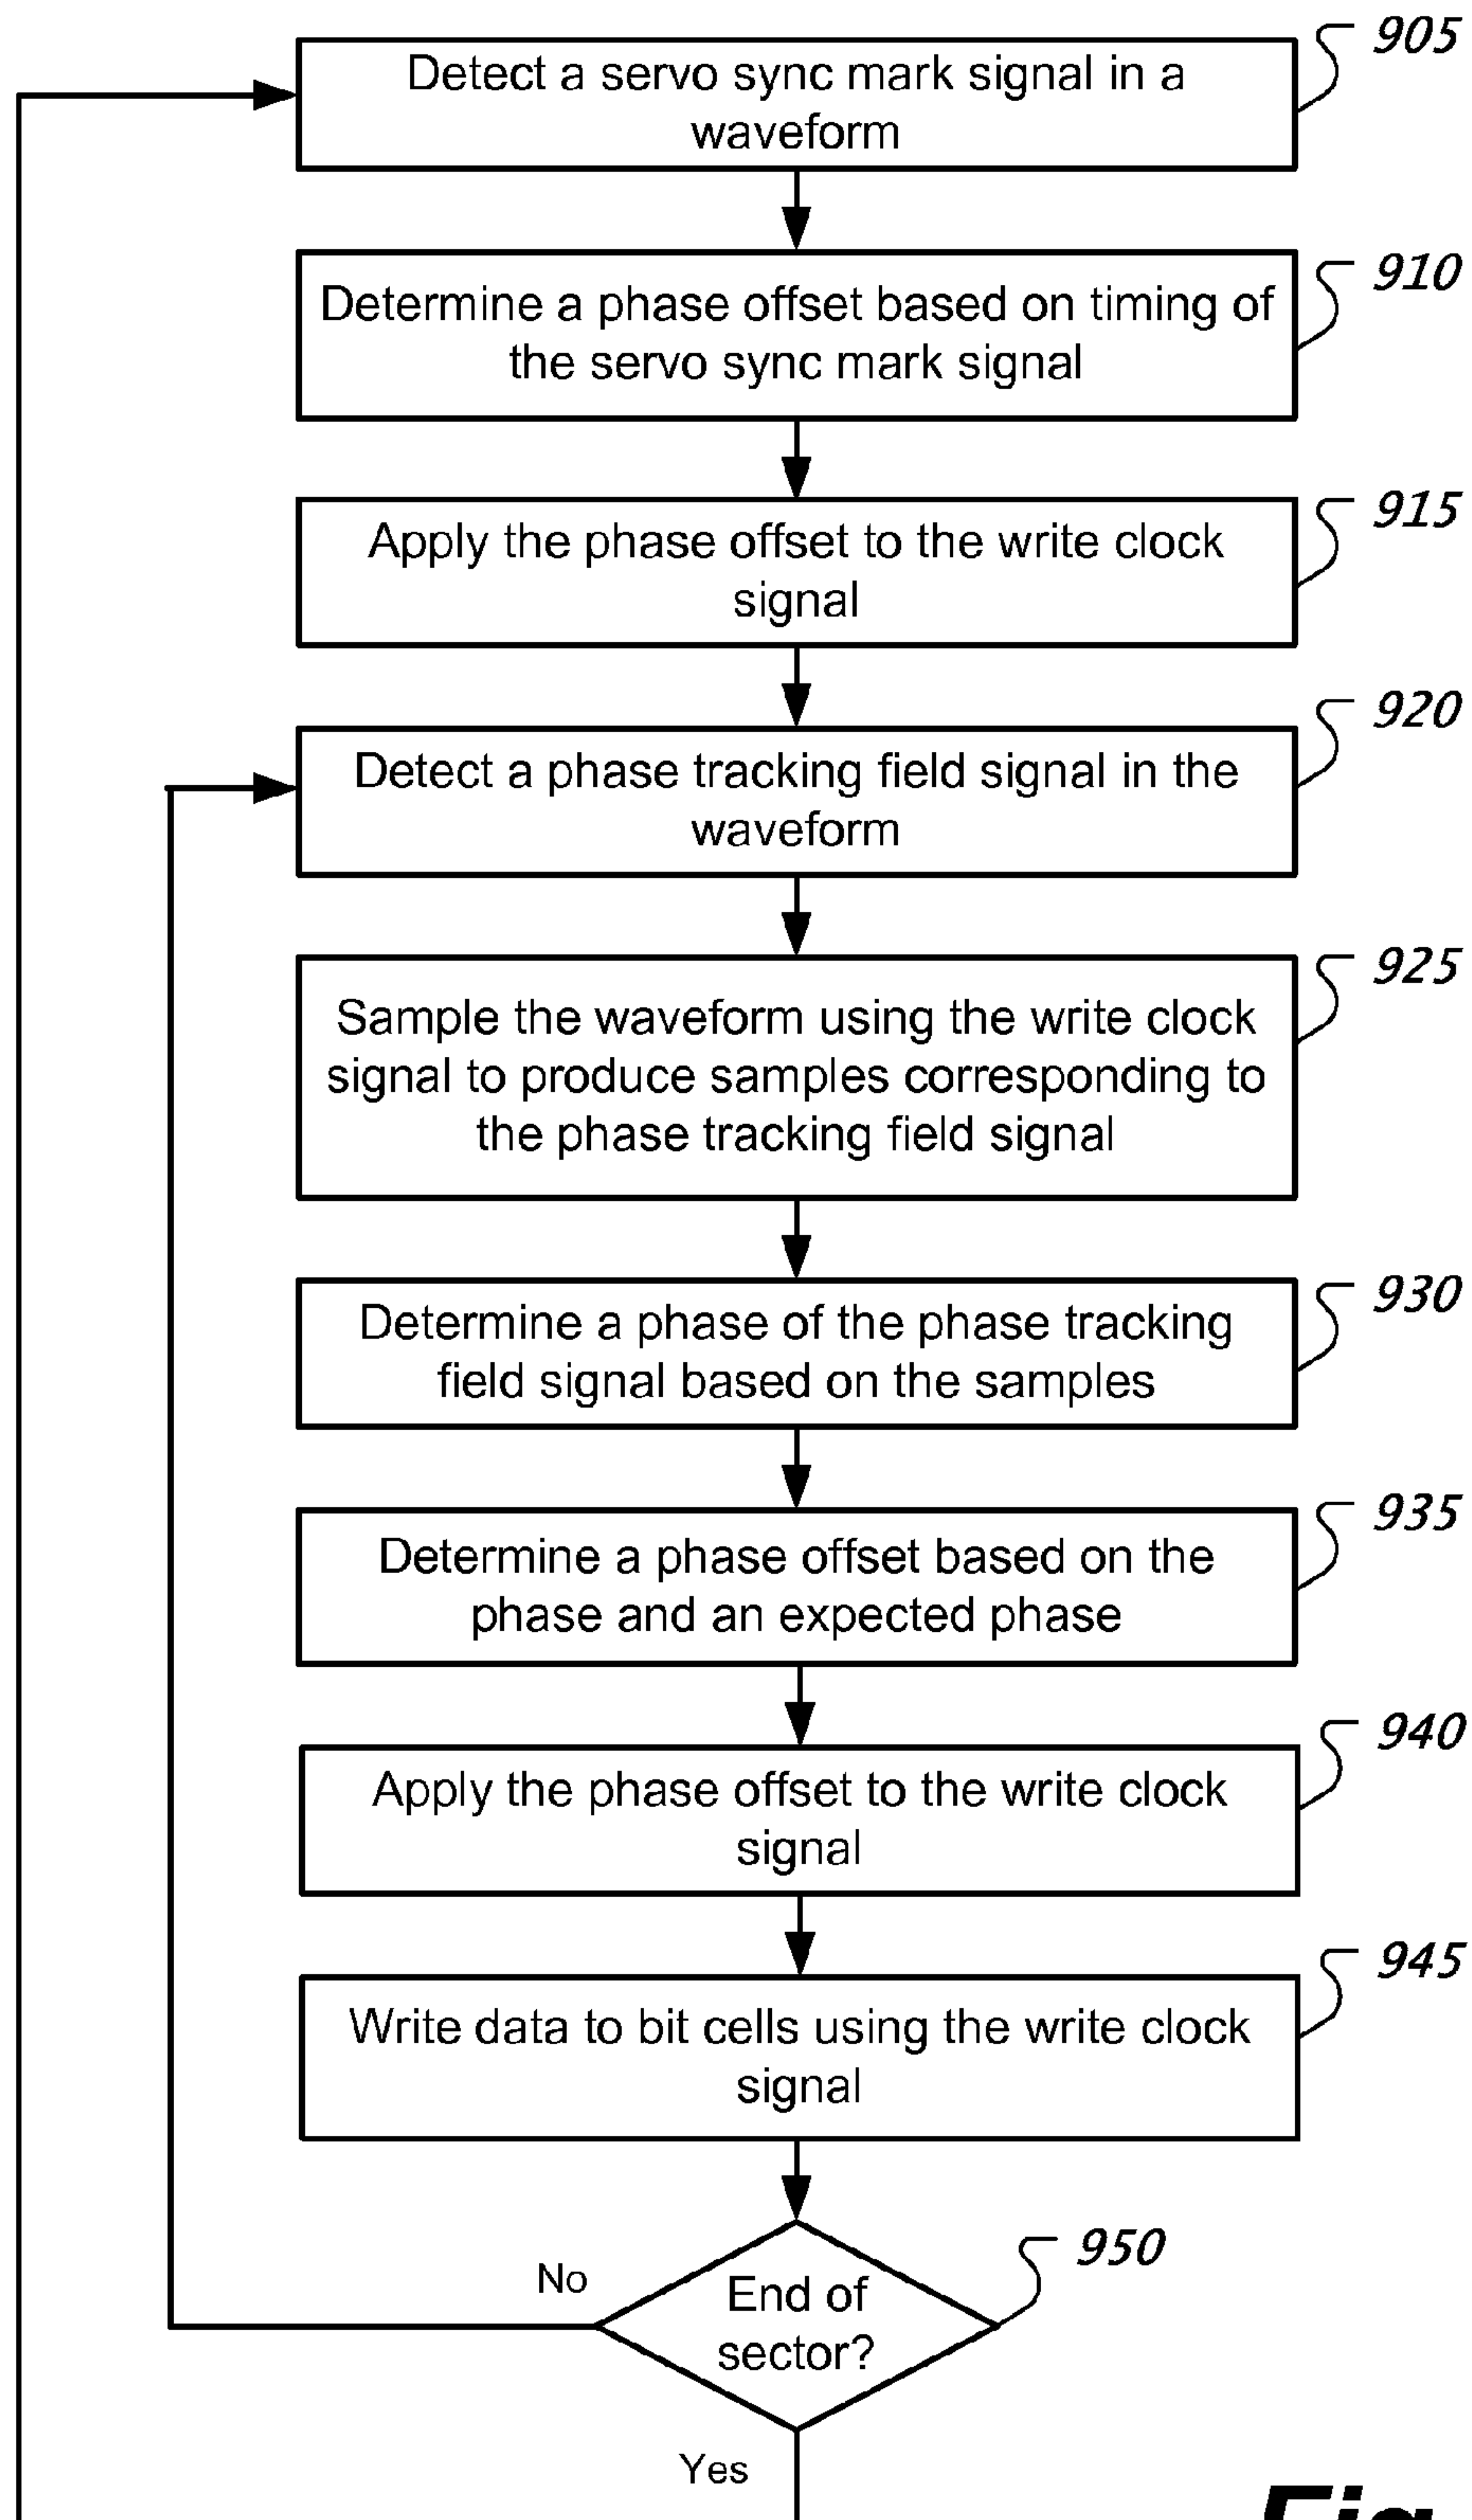 905
Detect a servo sync mark signal in a
waveform
910
Determine a phase offset based on timing of
the servo sync mark signal
915
Apply the phase offset to the write clock
signal
920
Detect a phase tracking field signal in the
waveform
925
Sample the waveform using the write clock
signal to produce samples corresponding to
the phase tracking field signal
930
Determine a phase of the phase tracking
field signal based on the samples
935
Determine a phase offset based on the
phase and an expected phase
940
Apply the phase offset to the write clock
signal
945
Write data to bit cells using the write clock
signal
950
No
End of
sector?
Yes